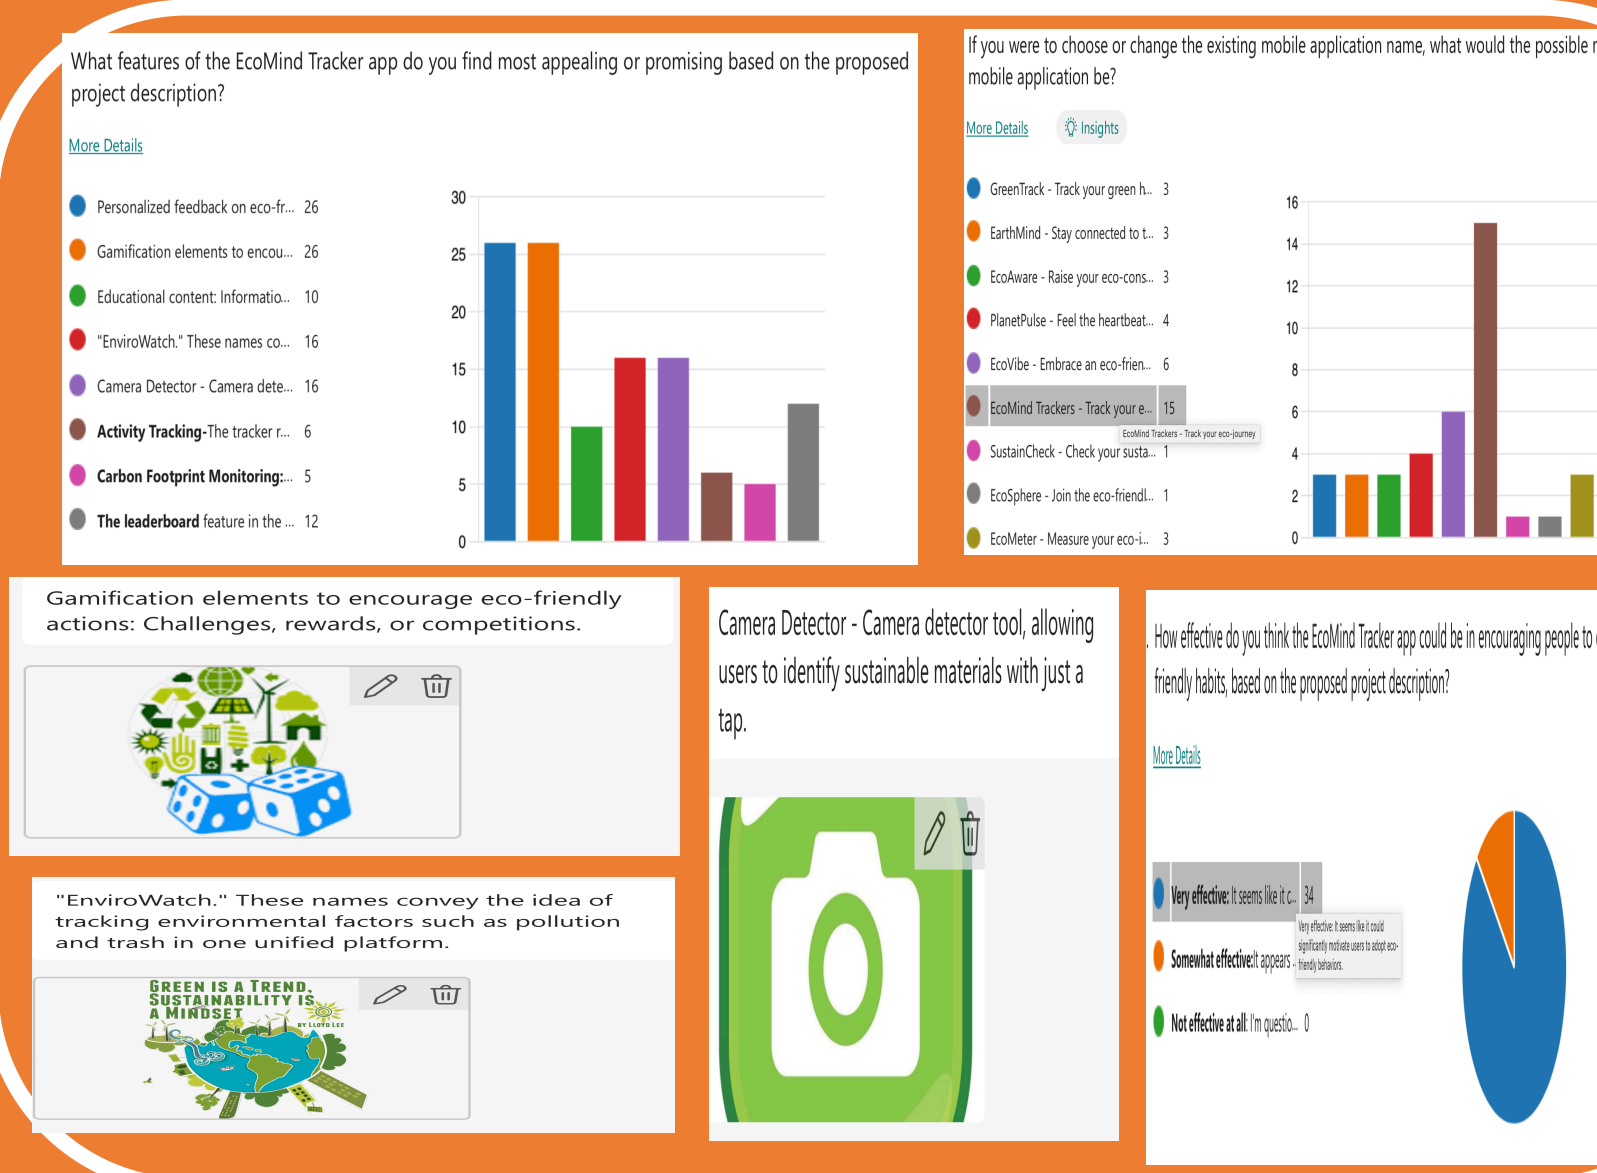 What features of the EcoMind Tracker app do you find most appealing or promising based on the proposed
project description?
More Details
Personalized feedback on eco-fr... 26
Gamification elements to encou... 26
Educational content: Informatio... 10
"EnviroWatch." These names co... 16
Camera Detector - Camera dete... 16
Activity Tracking-The tracker r... 6
Carbon Footprint Monitoring:... 5
The leaderboard feature in the ... 12
30
25
20
15
10
5
0
If you were to choose or change the existing mobile application name, what would the possible
mobile application be?
More Details
Insights
GreenTrack - Track your green h... 3
EarthMind - Stay connected to t... 3
EcoAware - Raise your eco-cons... 3
PlanetPulse - Feel the heartbeat... 4
EcoVibe - Embrace an eco-frien... 6
EcoMind Trackers - Track your e... 15
EcoMind Trackers - Track your eco-journey
SustainCheck - Check your susta... 1
EcoSphere - Join the eco-friendl... 1
EcoMeter - Measure your eco-i... 3
16
14
12
10
8
6
4
2
0
Gamification elements to encourage eco-friendly
actions: Challenges, rewards, or competitions.
"EnviroWatch." These names convey the idea of
tracking environmental factors such as pollution
and trash in one unified platform.
GREEN IS A TREND,
SUSTAINABILITY IS
A MINDSET
BY LLOYD LEE
Camera Detector - Camera detector tool, allowing
users to identify sustainable materials with just a
tap.
. How effective do you think the EcoMind Tracker app could be in encouraging people to
friendly habits, based on the proposed project description?
More Details
Very effective: It seems like it c... 34
Very effective: It seems like it could
significantly motivate users to adopt eco-
friendly behaviors.
Somewhat effective:It appears ..
Not effective at all: I'm questio... 0